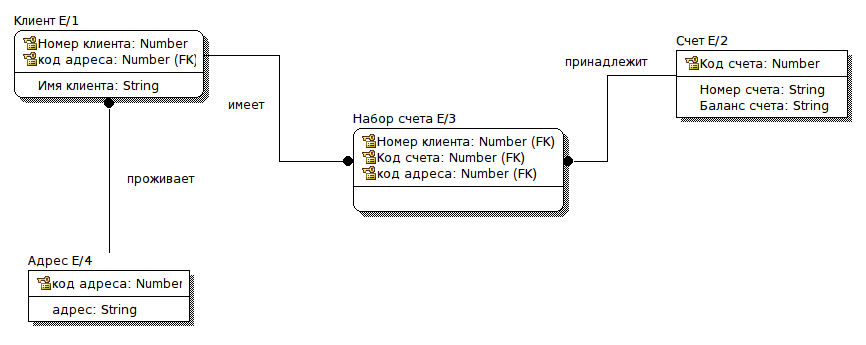 Клиент E/1
Номер клиента: Number
код адреса: Number (FK)
Имя клиента: String
имеет
проживает
Набор счета E/3
Номер клиента: Number (FK)
Код счета: Number (FK)
код адреса: Number (FK)
принадлежит
Счет E/2
Код счета: Number
Номер счета: String
Баланс счета: String
Адрес E/4
код адреса: Number
адрес: String